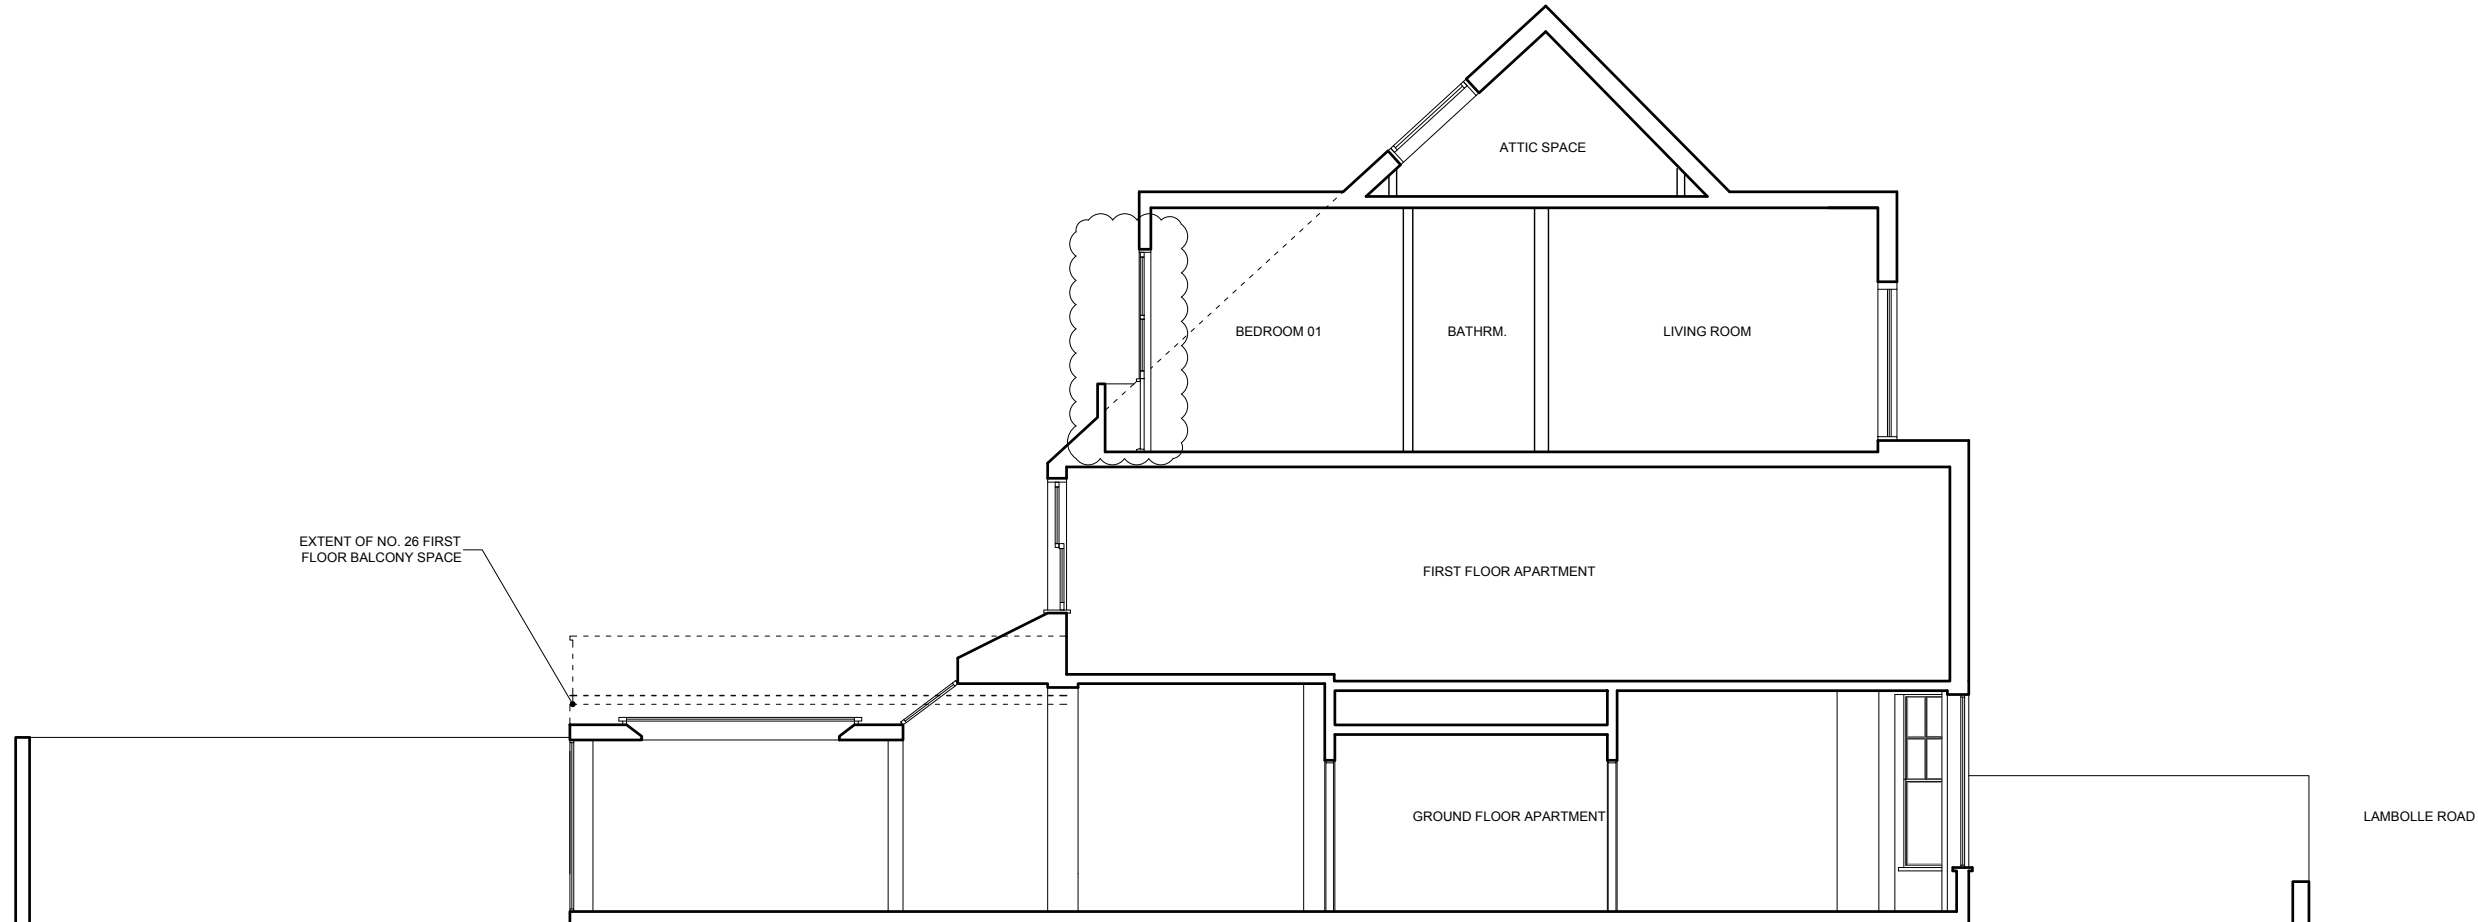 ATTIC SPACE
BEDROOM 01
BATHRM.
LIVING ROOM
EXTENT OF NO. 26 FIRST
FLOOR BALCONY SPACE
FIRST FLOOR APARTMENT
GROUND FLOOR APARTMENT
LAMBOLLE ROAD